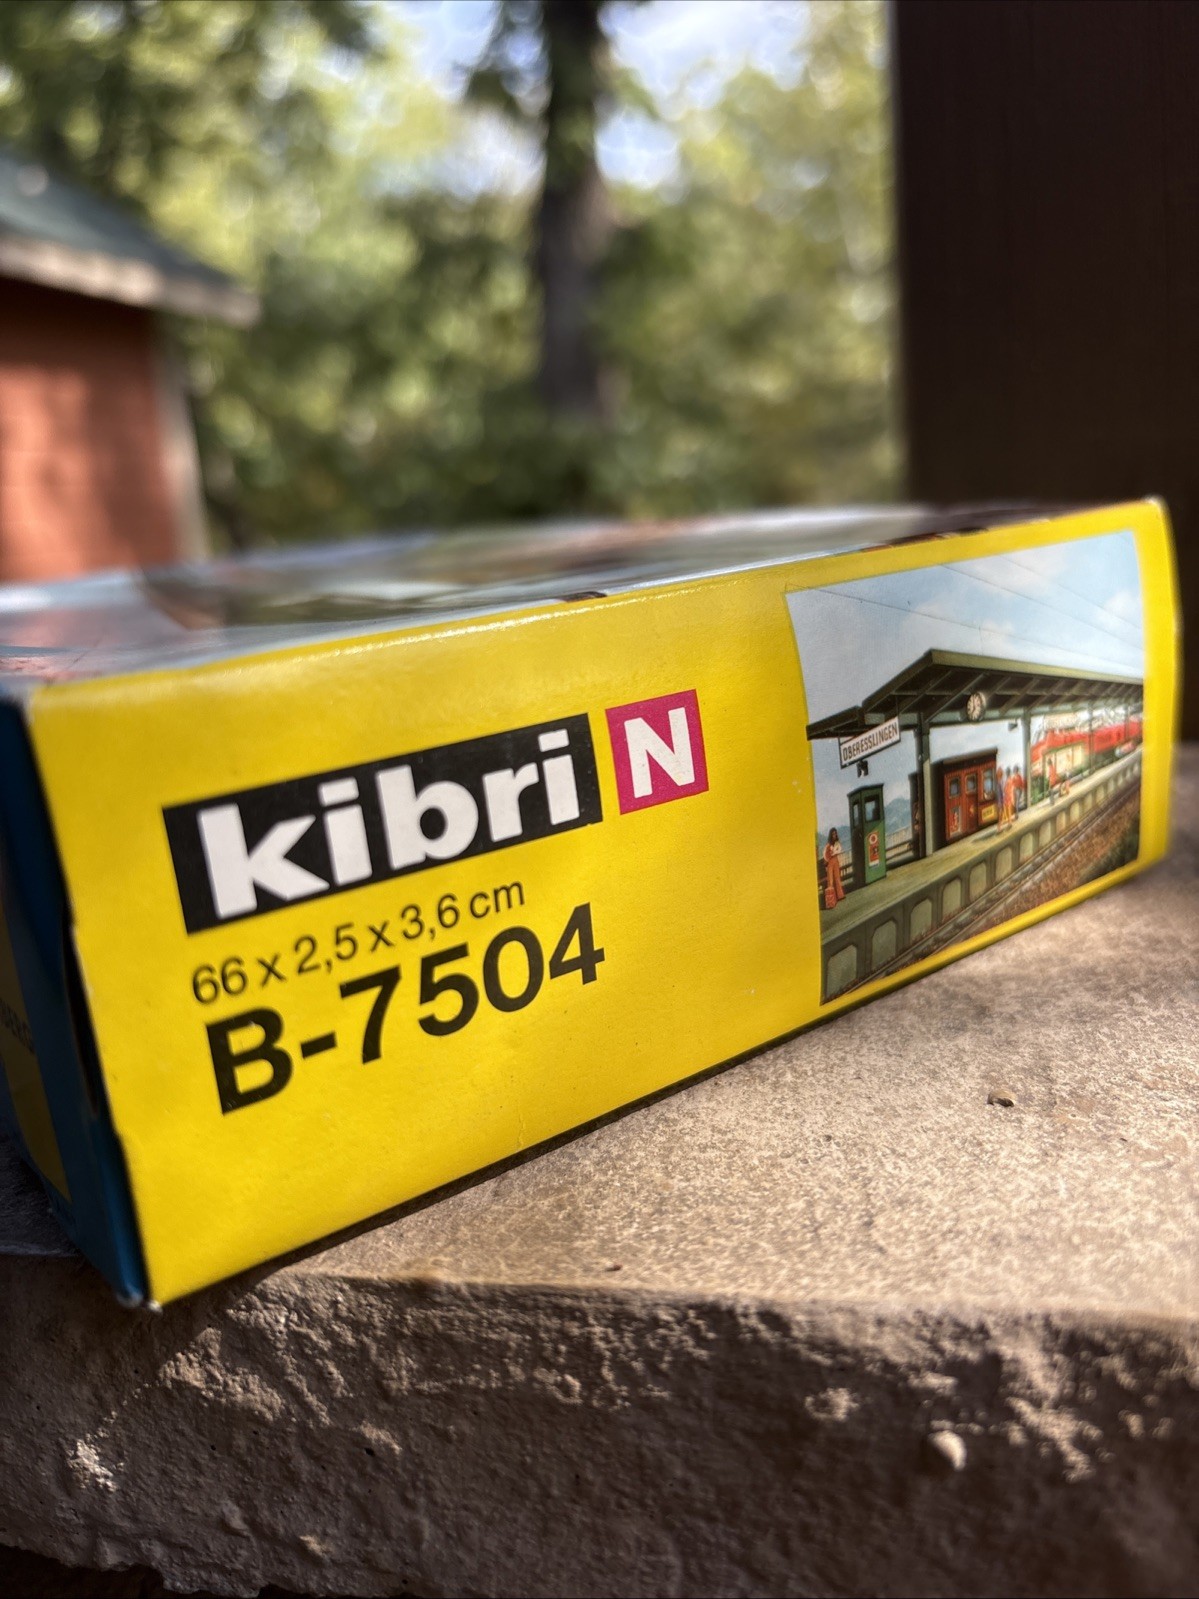 kibri N
66 x 2,5 x 3,6 cm
B-7504
OBERESSLINGEN